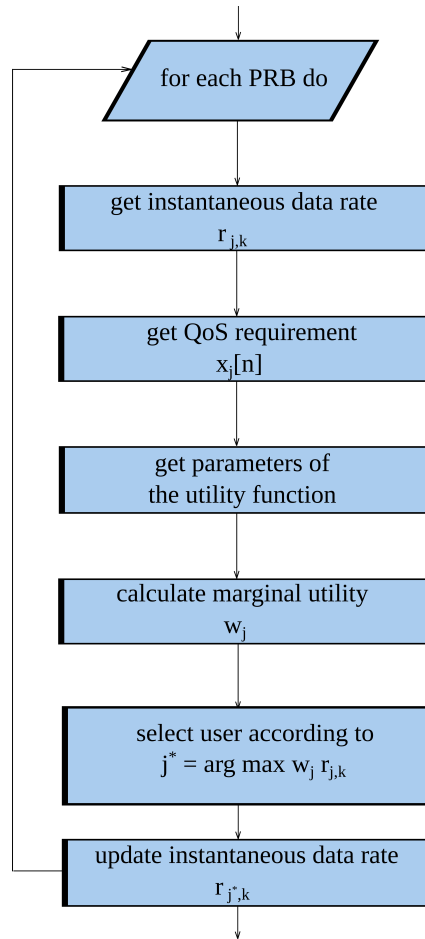 for each PRB do
get instantaneous data rate
r j,k
get QoS requirement
xj[n]
get parameters of
the utility function
calculate marginal utility
wj
select user according to
j* = arg max wj rj,k
update instantaneous data rate
r j*,k